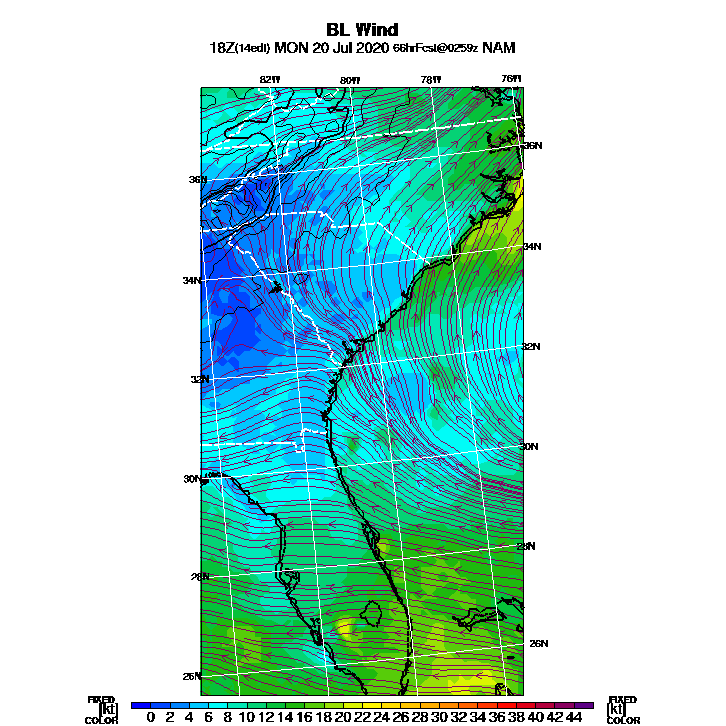 BL Wind
18Z(14edt) MON 20 Jul 2020 66hrFcst@0259z NAM
82W 80W 78W 76W
36N
36N
34N
34N
32N
32N
30N
30N
28N
28N
26N
26N
FIXED FIXED
[kt] 0 2 4 6 8 10 12 14 16 18 20 22 24 26 28 30 32 34 36 38 40 42 44 [kt]
COLOR COLOR